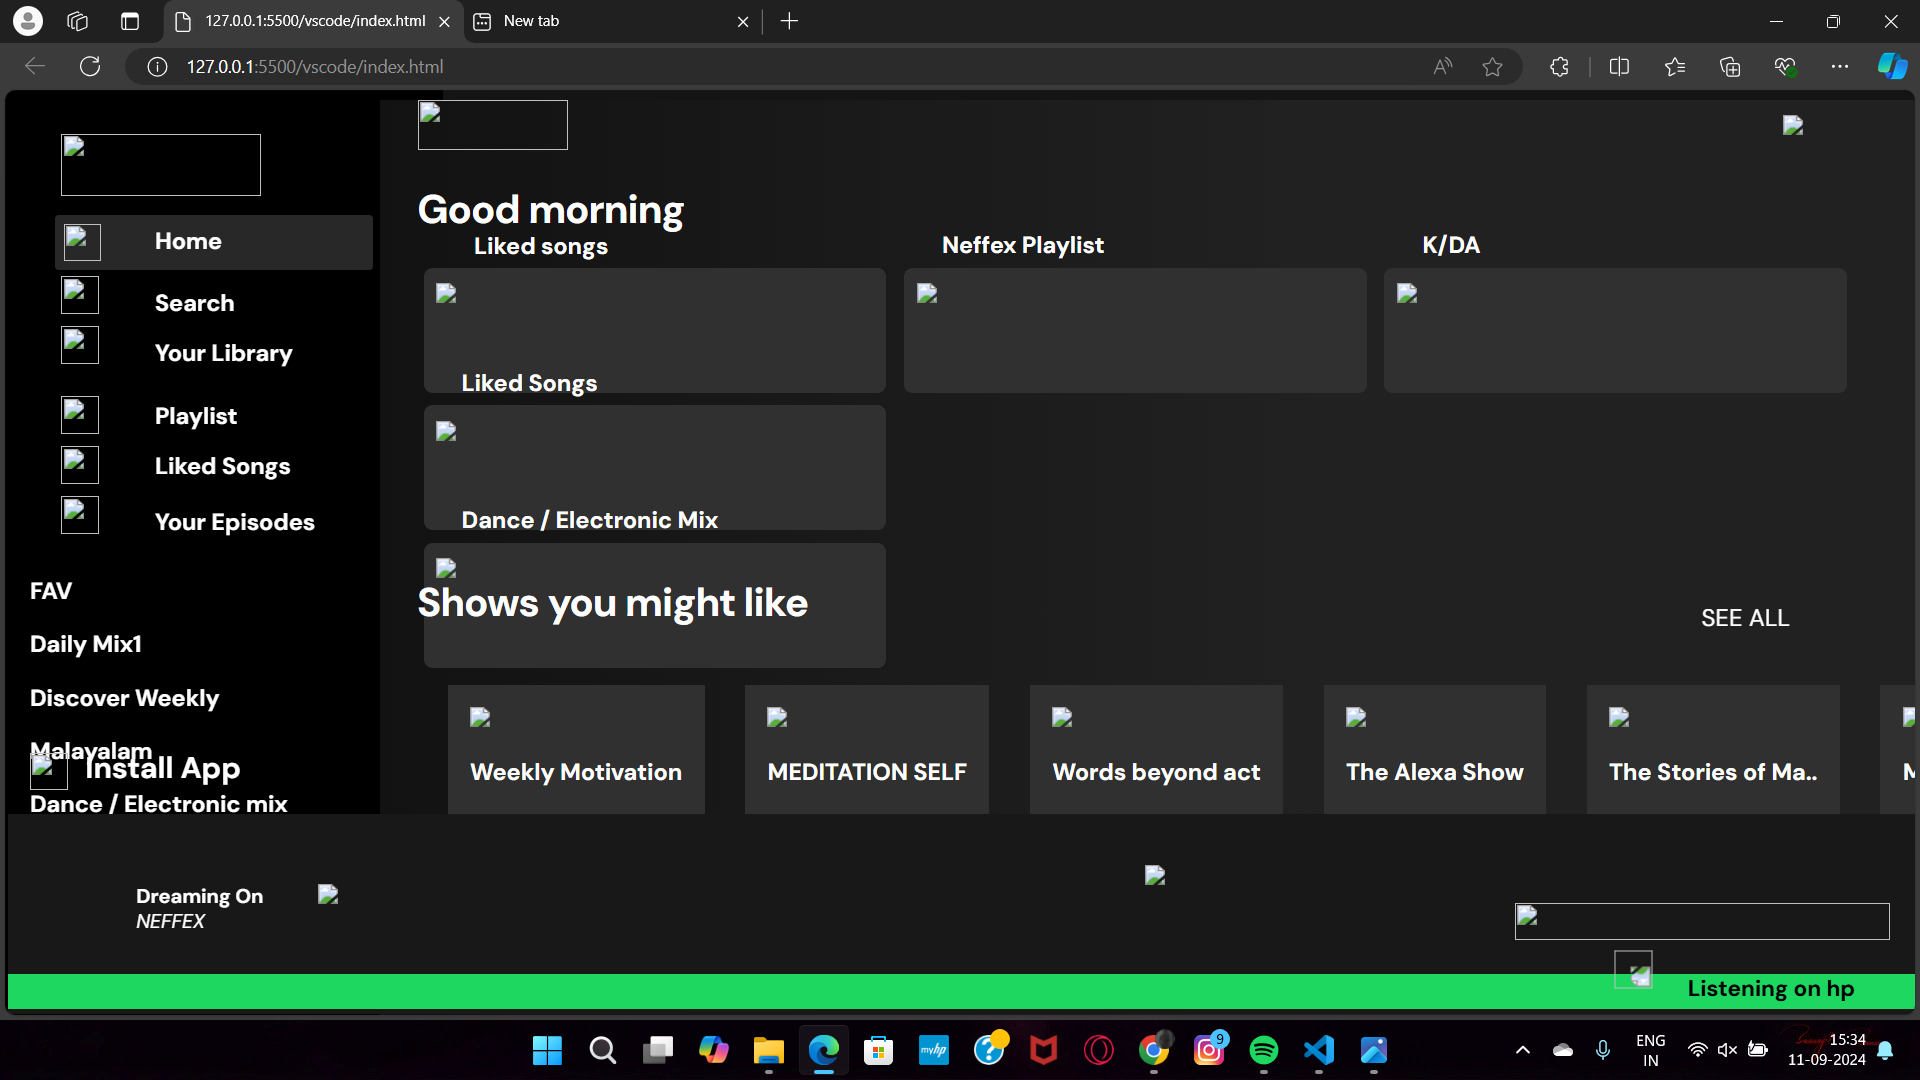 127.0.0.1:5500/vscode/index.html
New tab
127.0.0.1:5500/vscode/index.html
Home
Search
Your Library
Playlist
Liked Songs
Your Episodes
FAV
Daily Mix1
Discover Weekly
Malayalam
Install App
Dance / Electronic mix
Good morning
Liked songs
Neffex Playlist
K/DA
Liked Songs
Dance / Electronic Mix
Shows you might like
SEE ALL
Weekly Motivation
MEDITATION SELF
Words beyond act
The Alexa Show
The Stories of Ma..
Dreaming On
NEFFEX
Listening on hp
myhp
9
ENG
IN
15:34
11-09-2024